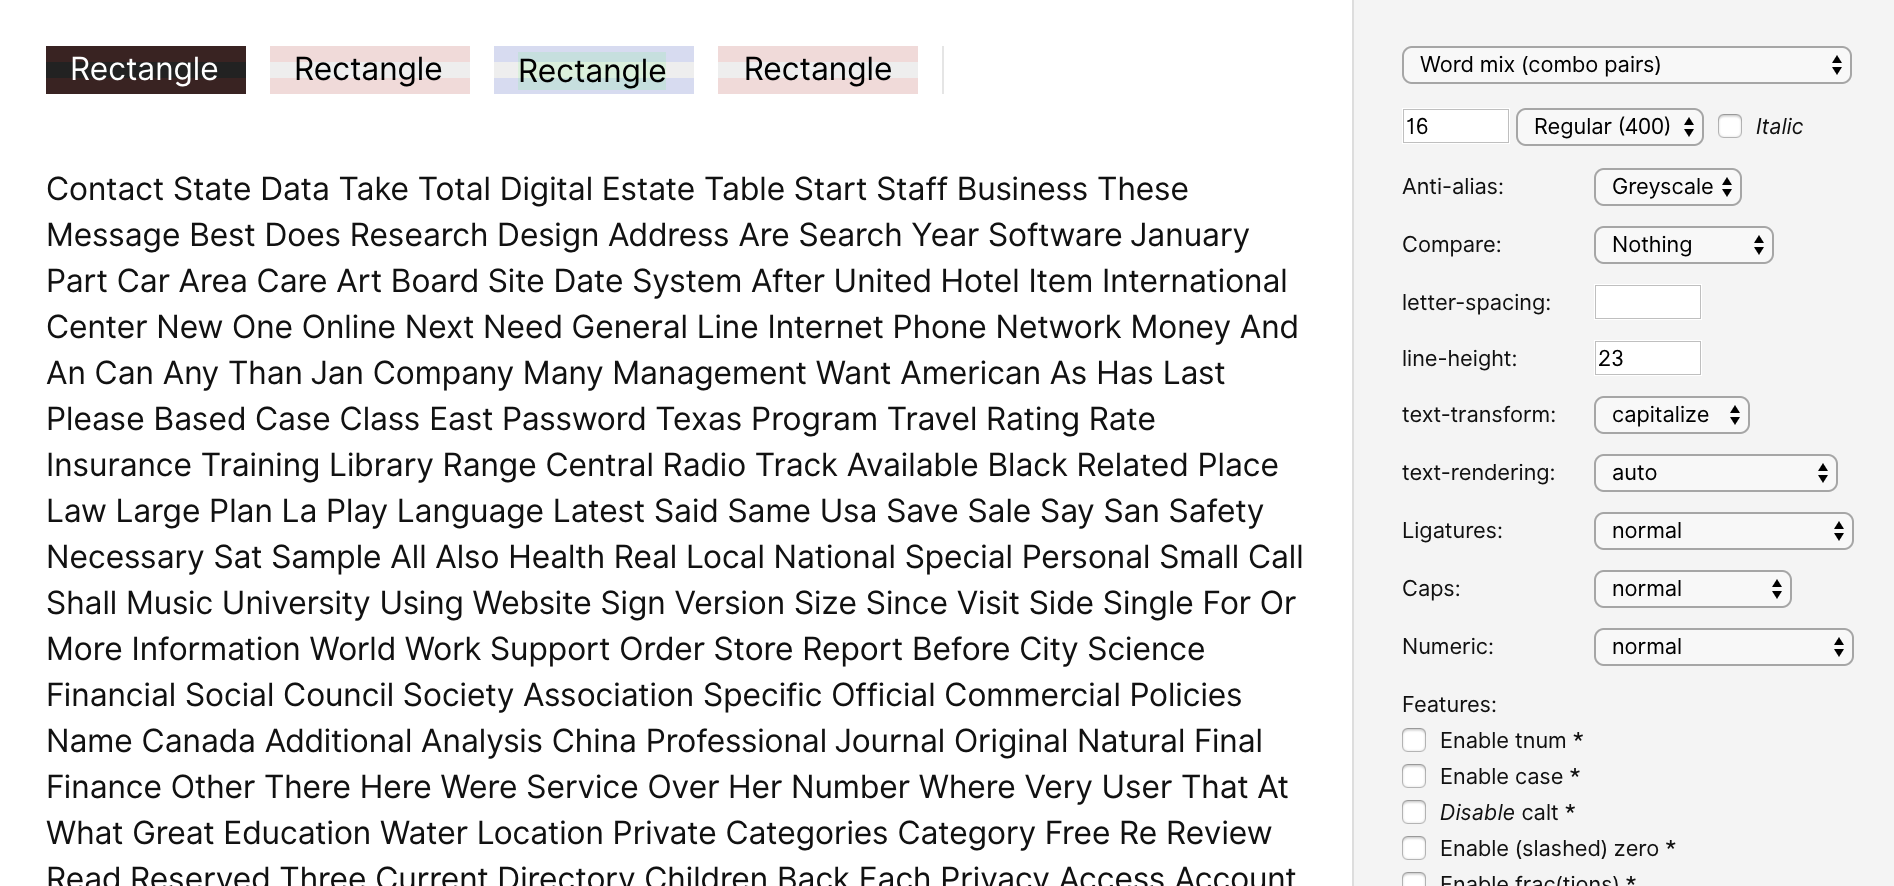 Rectangle Rectangle Rectangle Rectangle
Contact State Data Take Total Digital Estate Table Start Staff Business These
Message Best Does Research Design Address Are Search Year Software January
Part Car Area Care Art Board Site Date System After United Hotel Item International
Center New One Online Next Need General Line Internet Phone Network Money And
An Can Any Than Jan Company Many Management Want American As Has Last
Please Based Case Class East Password Texas Program Travel Rating Rate
Insurance Training Library Range Central Radio Track Available Black Related Place
Law Large Plan La Play Language Latest Said Same Usa Save Sale Say San Safety
Necessary Sat Sample All Also Health Real Local National Special Personal Small Call
Shall Music University Using Website Sign Version Size Since Visit Side Single For Or
More Information World Work Support Order Store Report Before City Science
Financial Social Council Society Association Specific Official Commercial Policies
Name Canada Additional Analysis China Professional Journal Original Natural Final
Finance Other There Here Were Service Over Her Number Where Very User That At
What Great Education Water Location Private Categories Category Free Re Review
Read Reserved Three Current Directory Children Back Each Privacy Access Account
Word mix (combo pairs)
16 Regular (400) Italic
Anti-alias: Greyscale
Compare: Nothing
letter-spacing:
line-height: 23
text-transform: capitalize
text-rendering: auto
Ligatures: normal
Caps: normal
Numeric: normal
Features:
Enable tnum *
Enable case *
Disable calt *
Enable (slashed) zero *
Enable frac(tions) *